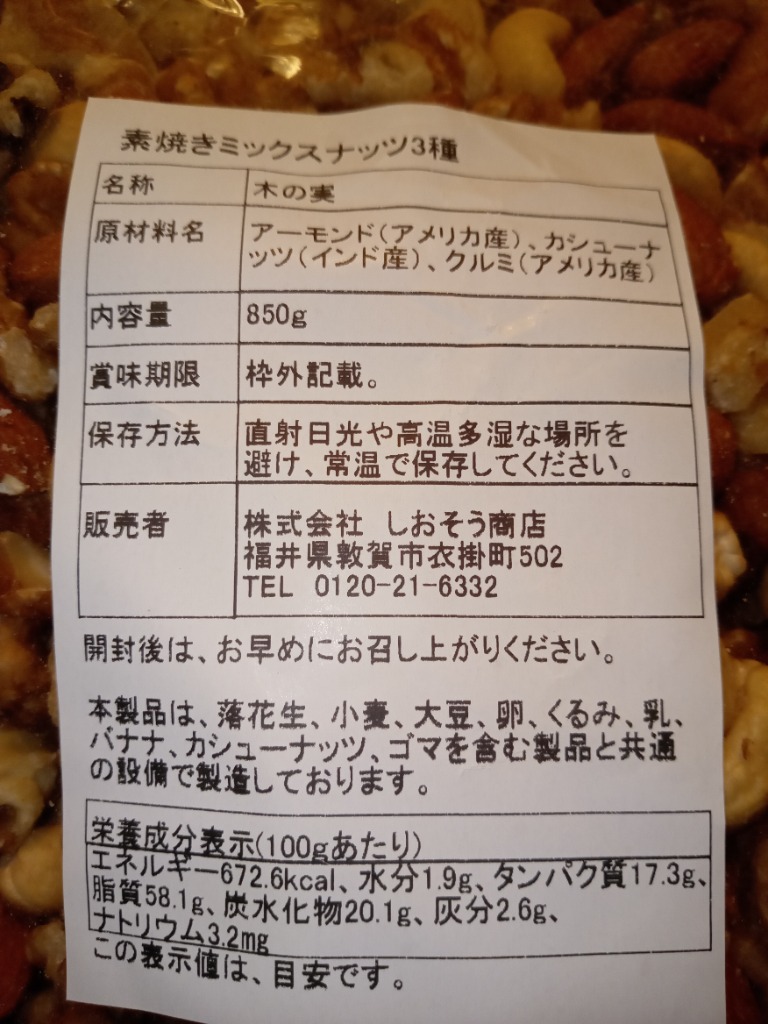 素焼きミックスナッツ3種
名称 木の実
原材料名 アーモンド(アメリカ産)、カシューナ
ッツ(インド産)、クルミ(アメリカ産)
内容量 850g
賞味期限 枠外記載。
保存方法 直射日光や高温多湿な場所を
避け、常温で保存してください。
販売者 株式会社 しおそう商店
福井県敦賀市衣掛町502
TEL 0120-21-6332
開封後は、お早めにお召し上がりください。
本製品は、落花生、小麦、大豆、卵、くるみ、乳、
バナナ、カシューナッツ、ゴマを含む製品と共通
の設備で製造しております。
栄養成分表示(100gあたり)
エネルギー672.6kcal、水分1.9g、タンパク質17.3g、
脂質58.1g、炭水化物20.1g、灰分2.6g、
ナトリウム3.2mg
この表示値は、目安です。